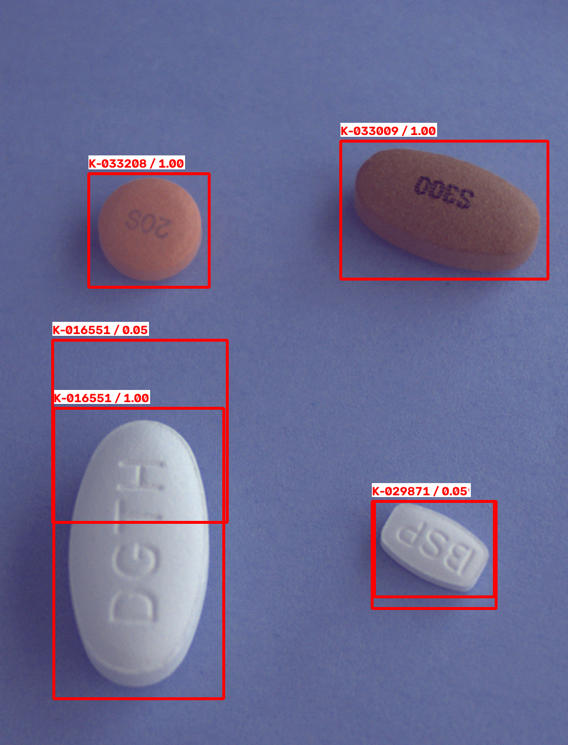 K-033009 / 1.00
K-033208 / 1.00
S300
20S
K-016551 / 0.05
K-016551 / 1.00
DGTH
K-029871 / 0.05
BSP